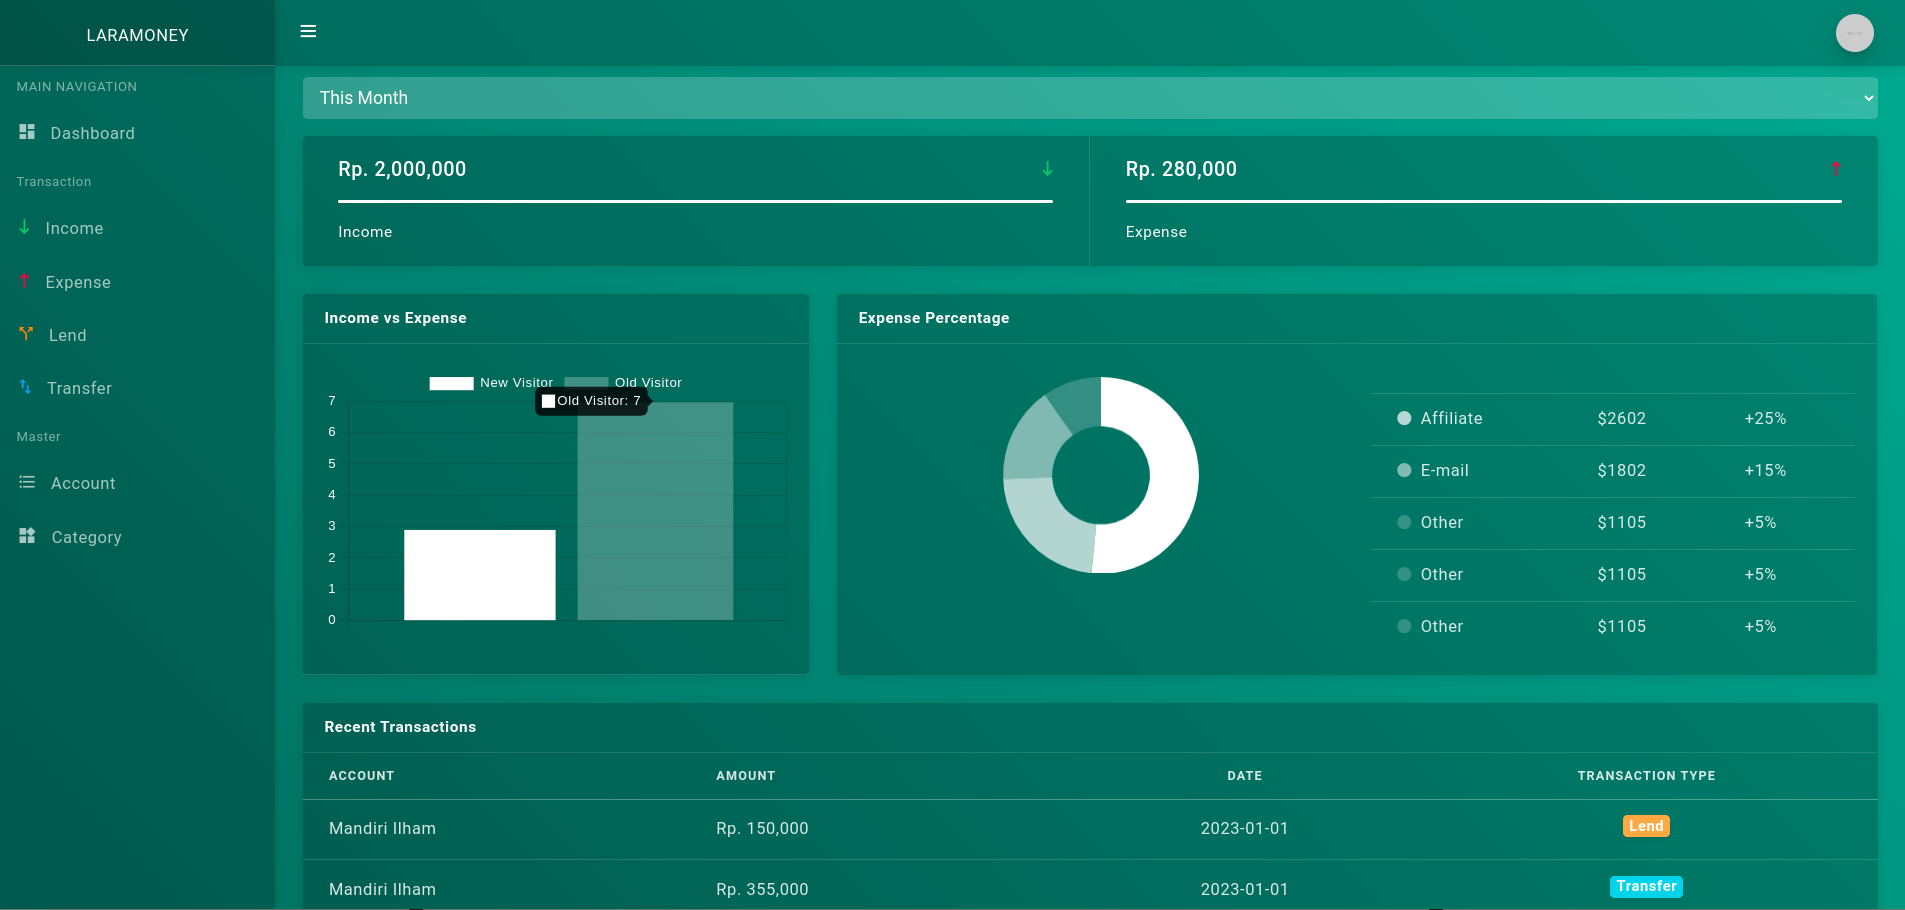 LARAMONEY
MAIN NAVIGATION
Dashboard
Transaction
Income
Expense
Lend
Transfer
Master
Account
Category
This Month
Rp. 2,000,000
Income
Rp. 280,000
Expense
Income vs Expense
New Visitor
Old Visitor
Old Visitor: 7
7
6
5
4
3
2
1
0
Expense Percentage
Affiliate $2602 +25%
E-mail $1802 +15%
Other $1105 +5%
Other $1105 +5%
Other $1105 +5%
Recent Transactions
ACCOUNT AMOUNT DATE TRANSACTION TYPE
Mandiri Ilham Rp. 150,000 2023-01-01 Lend
Mandiri Ilham Rp. 355,000 2023-01-01 Transfer